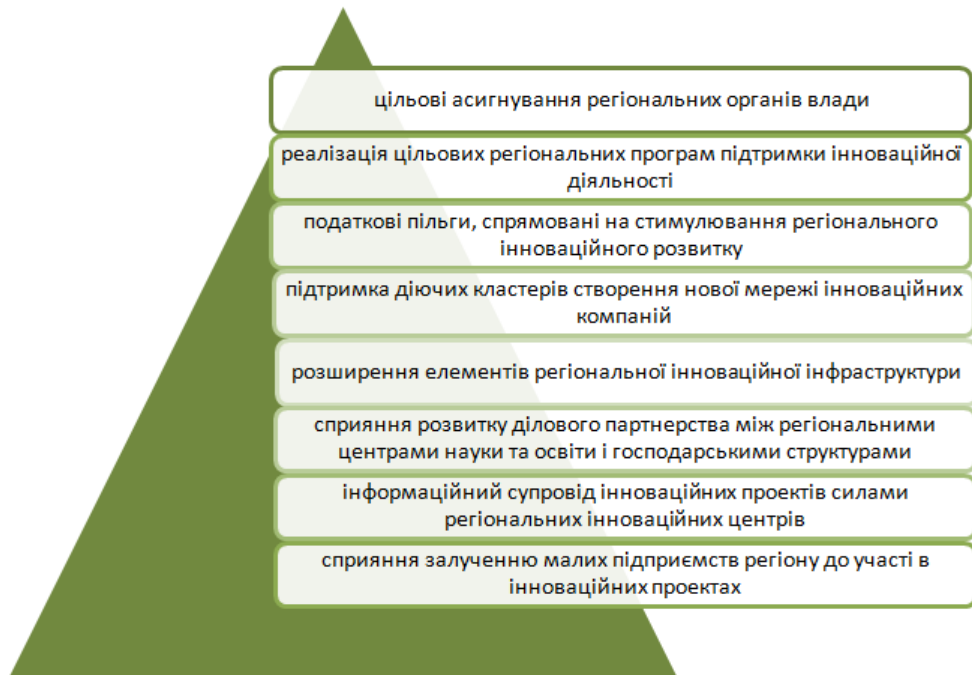 цільові асигнування регіональних органів влади
реалізація цільових регіональних програм підтримки інноваційної
діяльності
податкові пільги, спрямовані на стимулювання регіонального
інноваційного розвитку
підтримка діючих кластерів створення нової мережі інноваційних
компаній
розширення елементів регіональної інноваційної інфраструктури
сприяння розвитку ділового партнерства між регіональними
центрами науки та освіти і господарськими структурами
інформаційний супровід інноваційних проектів силами
регіональних інноваційних центрів
сприяння залученню малих підприємств регіону до участі в
інноваційних проектах